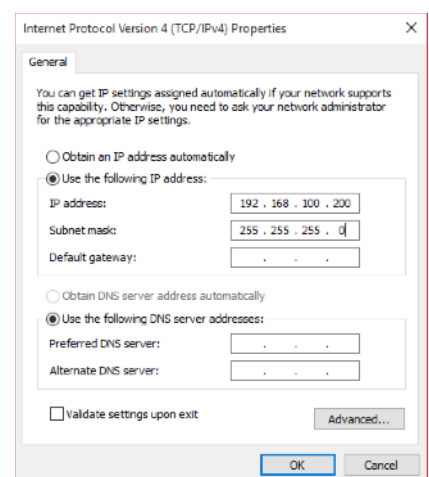 Internet Protocol Version 4 (TCP/IPv4) Properties
General
You can get IP settings assigned automatically if your network supports
this capability. Otherwise, you need to ask your network administrator
for the appropriate IP settings.
Obtain an IP address automatically
Use the following IP address:
IP address: 192 . 168 . 100 . 200
Subnet mask: 255 . 255 . 255 . 0
Default gateway: . . .
Obtain DNS server address automatically
Use the following DNS server addresses:
Preferred DNS server: . . .
Alternate DNS server: . . .
Validate settings upon exit
Advanced...
OK Cancel